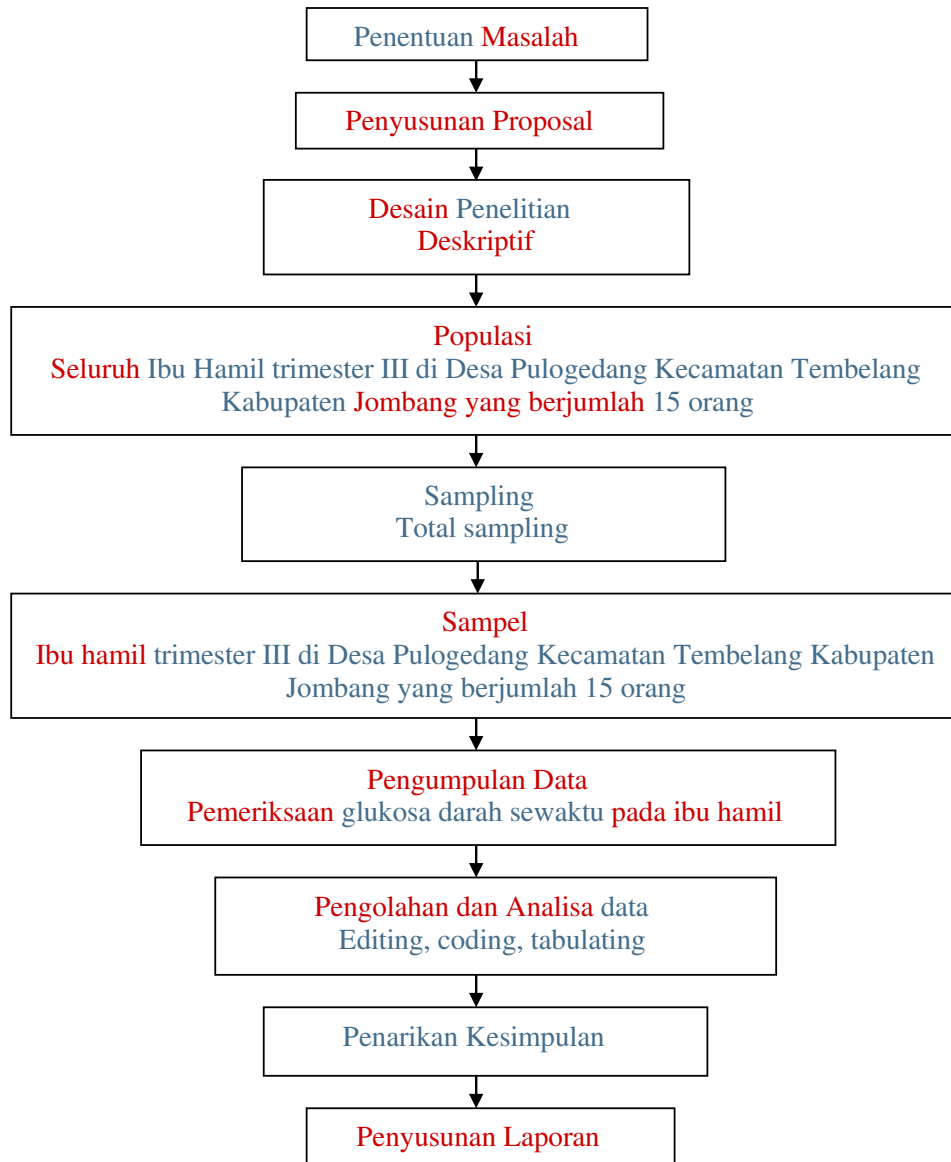 Penentuan Masalah
Penyusunan Proposal
Desain Penelitian
Deskriptif
Populasi
Seluruh Ibu Hamil trimester III di Desa Pulogedang Kecamatan Tembelang
Kabupaten Jombang yang berjumlah 15 orang
Sampling
Total sampling
Sampel
Ibu hamil trimester III di Desa Pulogedang Kecamatan Tembelang Kabupaten
Jombang yang berjumlah 15 orang
Pengumpulan Data
Pemeriksaan glukosa darah sewaktu pada ibu hamil
Pengolahan dan Analisa data
Editing, coding, tabulating
Penarikan Kesimpulan
Penyusunan Laporan